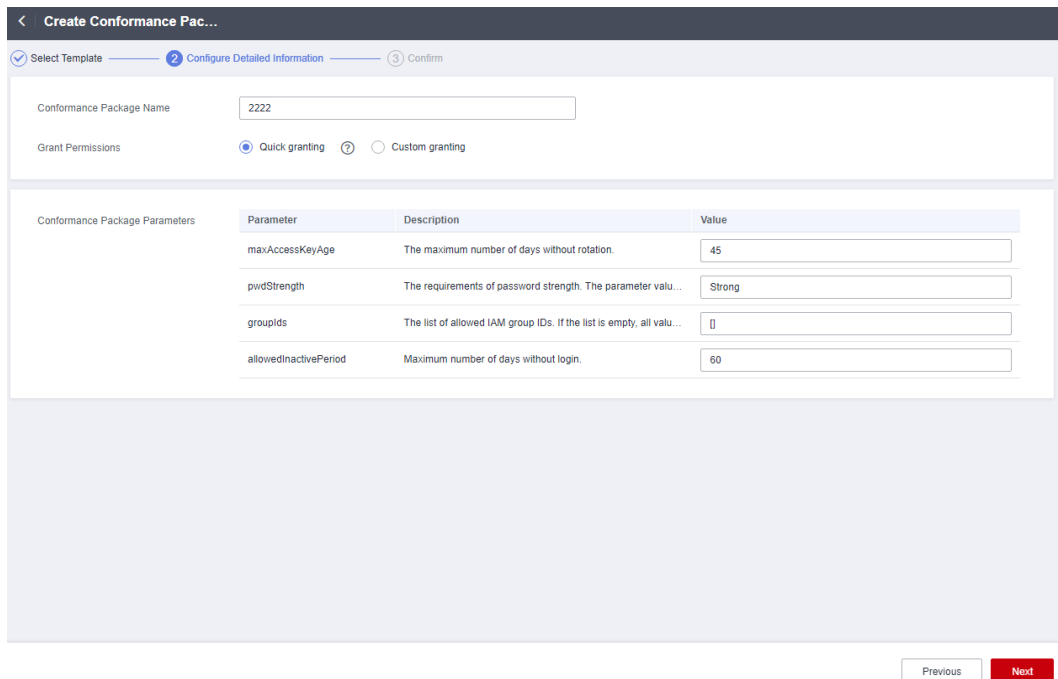 Create Conformance Pac...
Select Template
2 Configure Detailed Information
3 Confirm
Conformance Package Name
2222
Grant Permissions
Quick granting ? Custom granting
Conformance Package Parameters
Parameter Description Value
maxAccessKeyAge The maximum number of days without rotation. 45
pwdStrength The requirements of password strength. The parameter valu... Strong
groupIds The list of allowed IAM group IDs. If the list is empty, all valu... []
allowedInactivePeriod Maximum number of days without login. 60
Previous Next